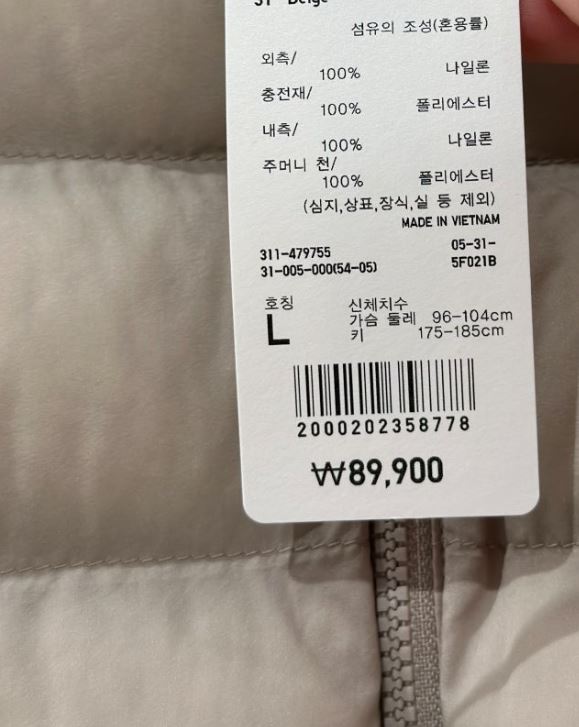 31 Beige
섬유의 조성(혼용률)
외측/
100% 나일론
충전재/
100% 폴리에스터
내측/
100% 나일론
주머니 천/
100% 폴리에스터
(심지,상표,장식,실 등 제외)
MADE IN VIETNAM
311-479755 05-31-
31-005-000(54-05) 5F021B
호칭 신체치수
L 가슴 둘레 96-104cm
키 175-185cm
2000202358778
₩89,900